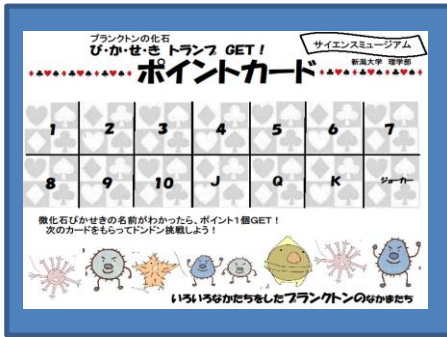 プランクトンの化石
び・か・せ・き トランプ GET!
サイエンスミュージアム
新潟大学 理学部
ポイントカード
1 2 3 4 5 6 7
8 9 10 J Q K ジョーカー
微化石びかせきの名前がわかったら、ポイント1個GET!
次のカードをもらってドンドン挑戦しよう!
いろいろなかたちをしたプランクトンのなかまたち